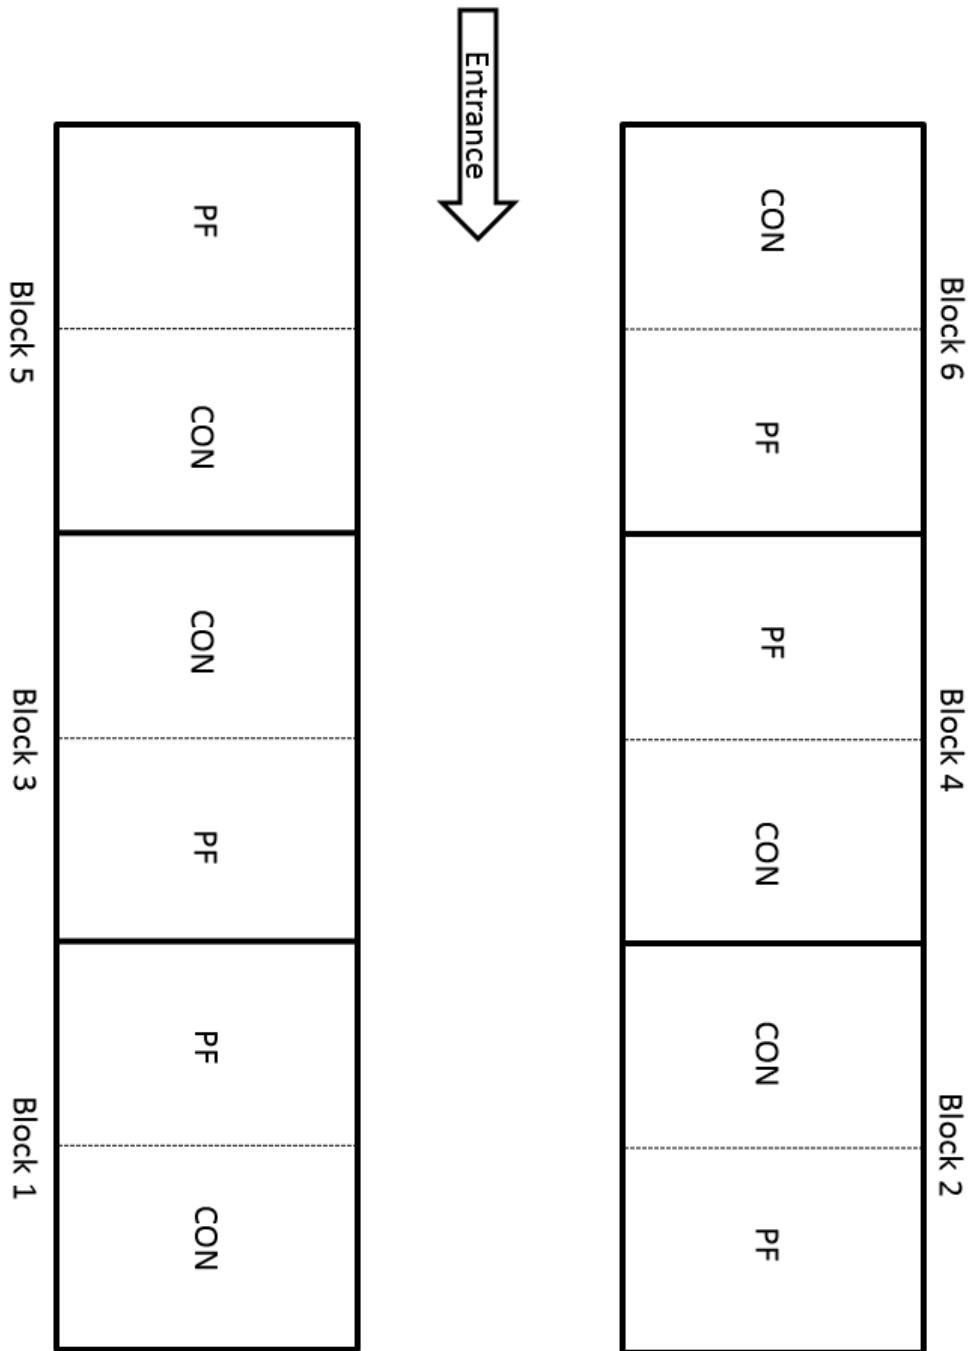 Entrance
Block 6
CON
PF
Block 4
PF
CON
Block 2
CON
PF
Block 5
PF
CON
Block 3
CON
PF
Block 1
PF
CON